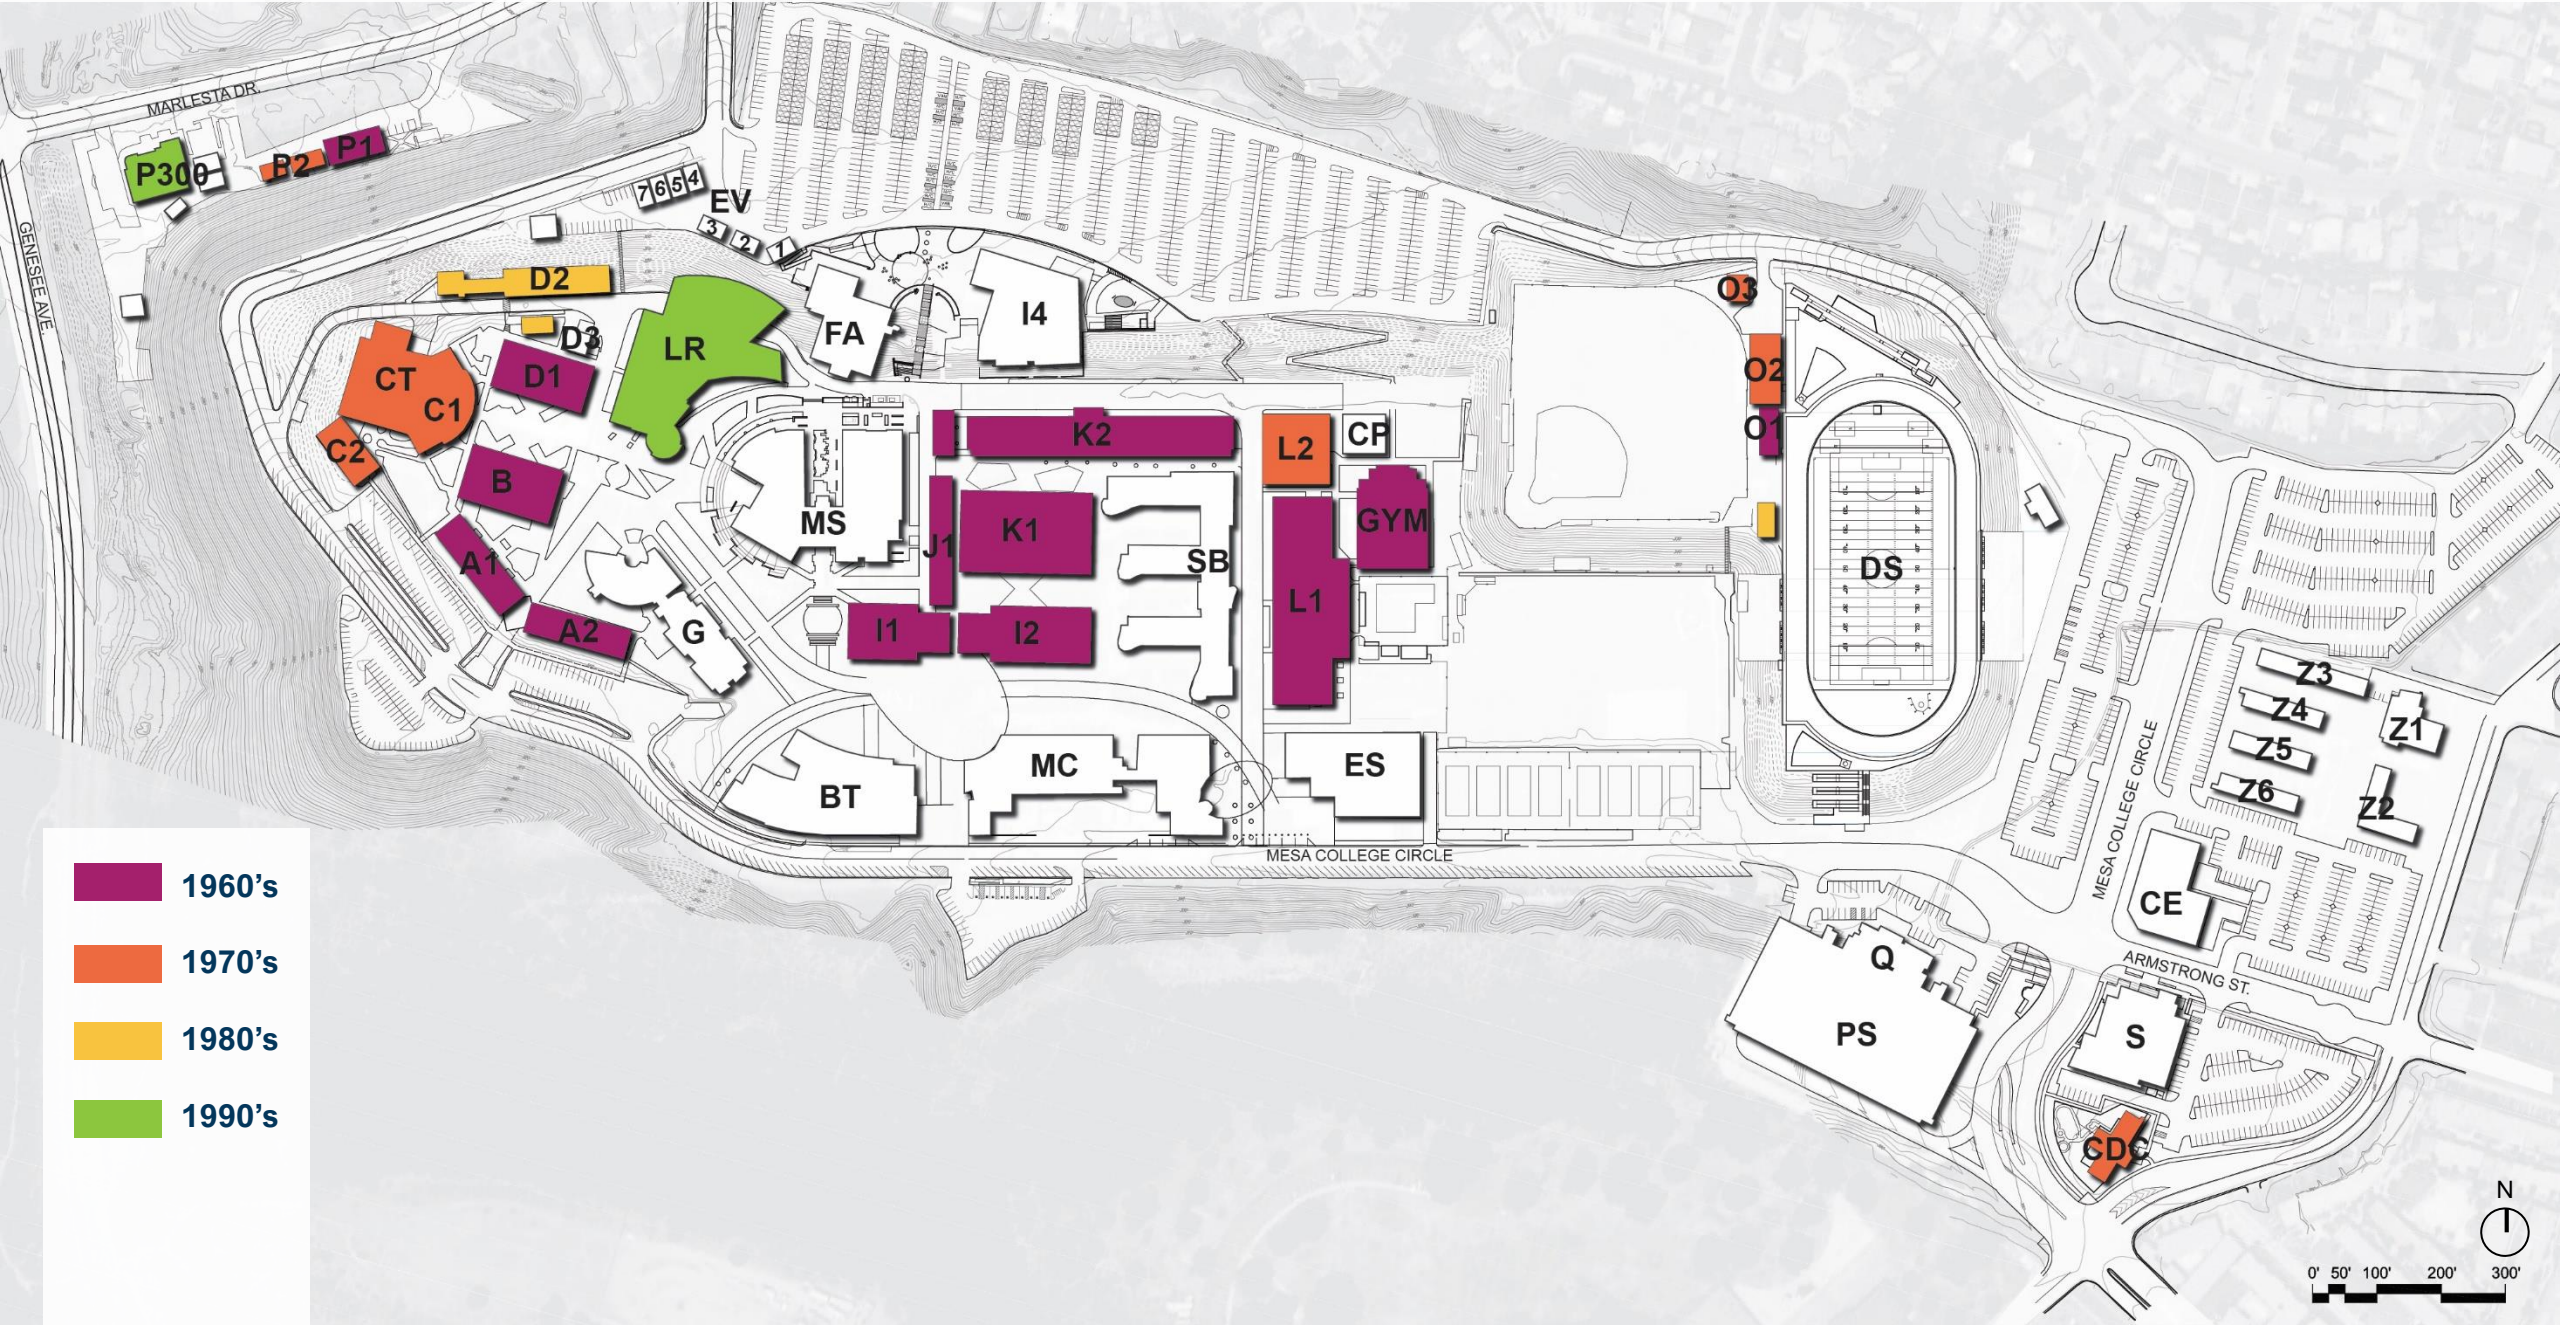 MARLESTA DR.
P300
P2
P1
GENESEE AVE.
7 6 5 4
EV
3 2 1
D2
D3
D1
LR
FA
I4
CT
C1
C2
B
A1
A2
G
MS
K2
J1
K1
I1
I2
SB
L2
CP
GYM
L1
O3
O2
O1
DS
BT
MC
ES
MESA COLLEGE CIRCLE
MESA COLLEGE CIRCLE
Z3
Z4
Z5
Z6
Z1
Z2
CE
ARMSTRONG ST.
Q
PS
S
CDC
1960’s
1970’s
1980’s
1990’s
N
0' 50' 100' 200' 300'